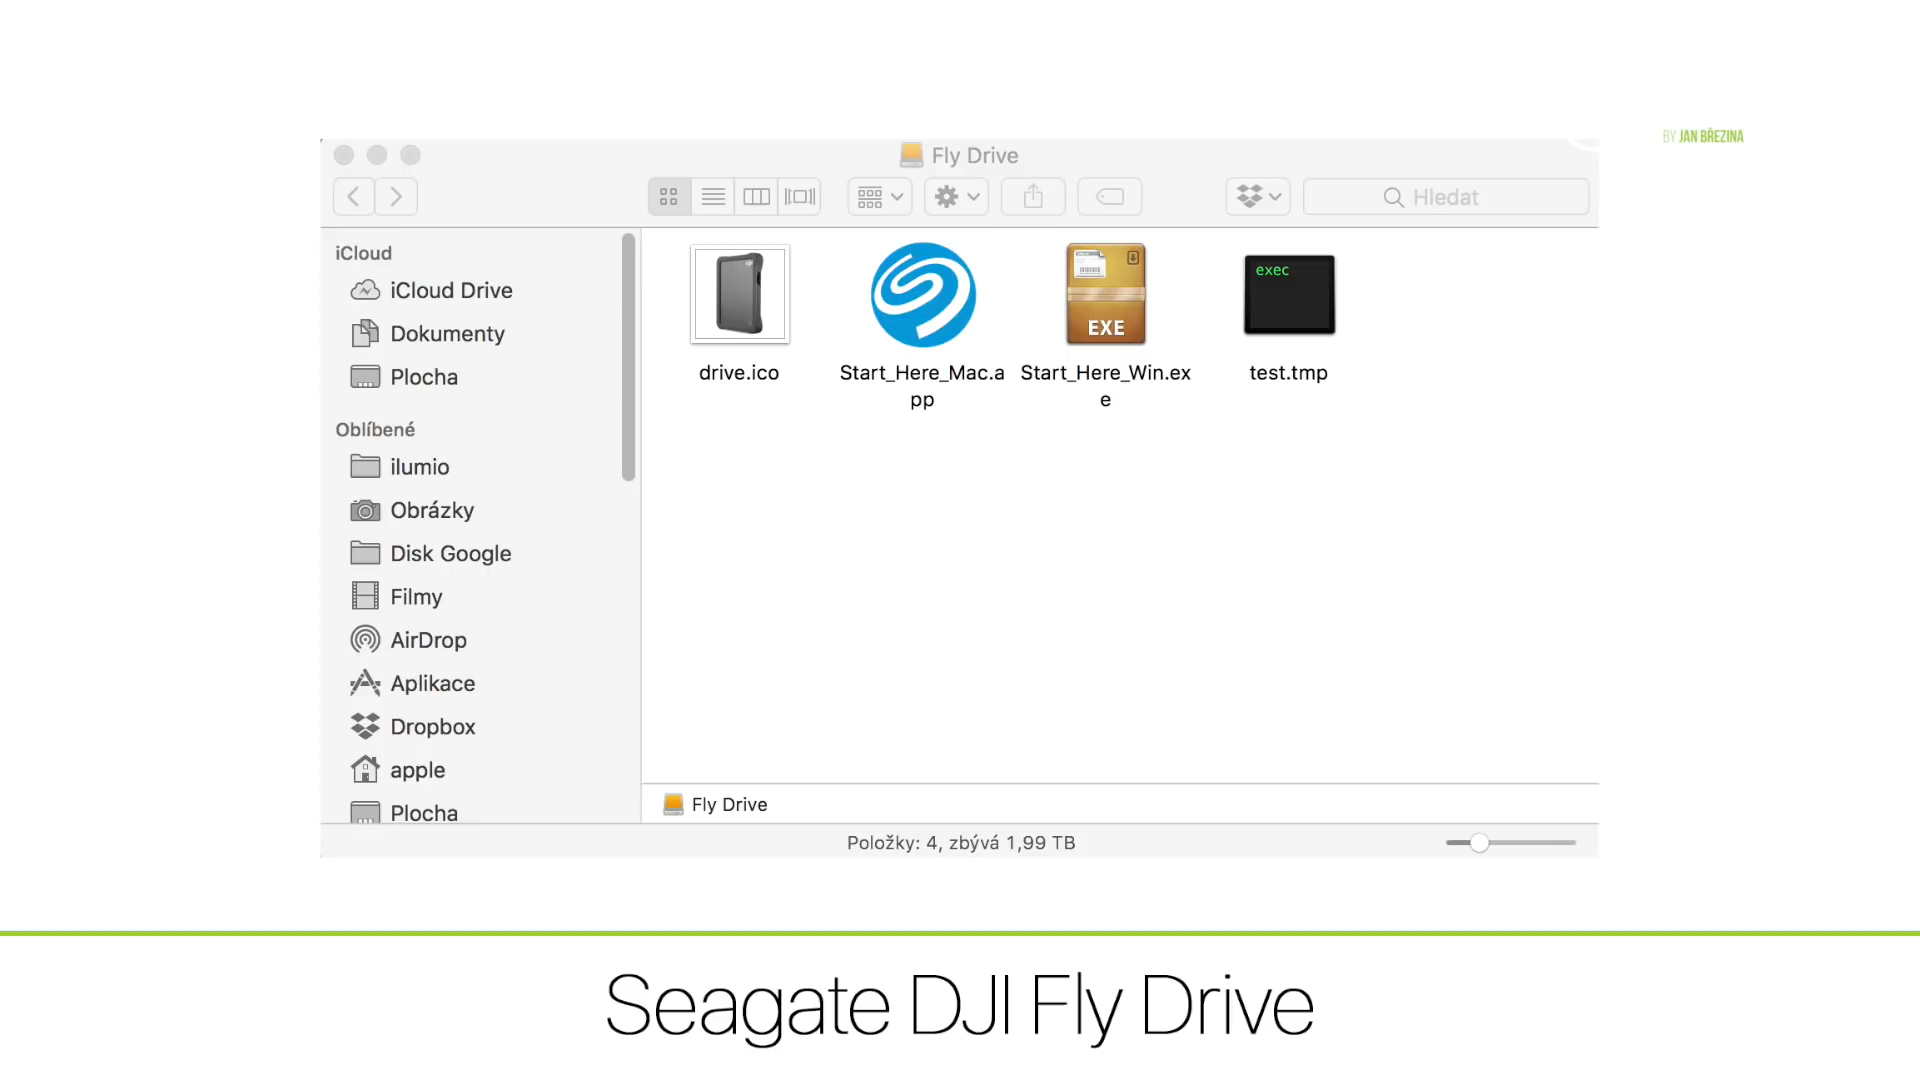 BY JAN BŘEZINA
Fly Drive
Hledat
iCloud
iCloud Drive
Dokumenty
Plocha
Oblíbené
ilumio
Obrázky
Disk Google
Filmy
AirDrop
Aplikace
Dropbox
apple
Plocha
exec
EXE
drive.ico
Start_Here_Mac.a
pp
Start_Here_Win.ex
e
test.tmp
Fly Drive
Položky: 4, zbývá 1,99 TB
Seagate DJI Fly Drive